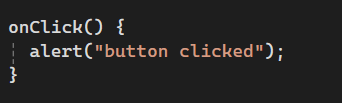 onClick() {
  alert("button clicked");
}